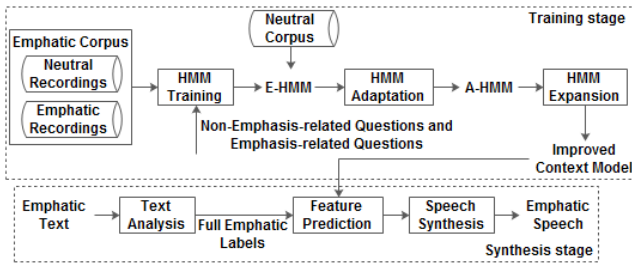 Training stage
Emphatic Corpus
Neutral
Recordings
Emphatic
Recordings
Neutral
Corpus
HMM
Training
E-HMM
HMM
Adaptation
A-HMM
HMM
Expansion
Non-Emphasis-related Questions and
Emphasis-related Questions
Improved
Context Model
Emphatic
Text
Text
Analysis
Full Emphatic
Labels
Feature
Prediction
Speech
Synthesis
Emphatic
Speech
Synthesis stage